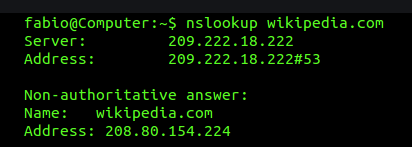 fabio@Computer:~$ nslookup wikipedia.com
Server:         209.222.18.222
Address:        209.222.18.222#53

Non-authoritative answer:
Name:   wikipedia.com
Address: 208.80.154.224